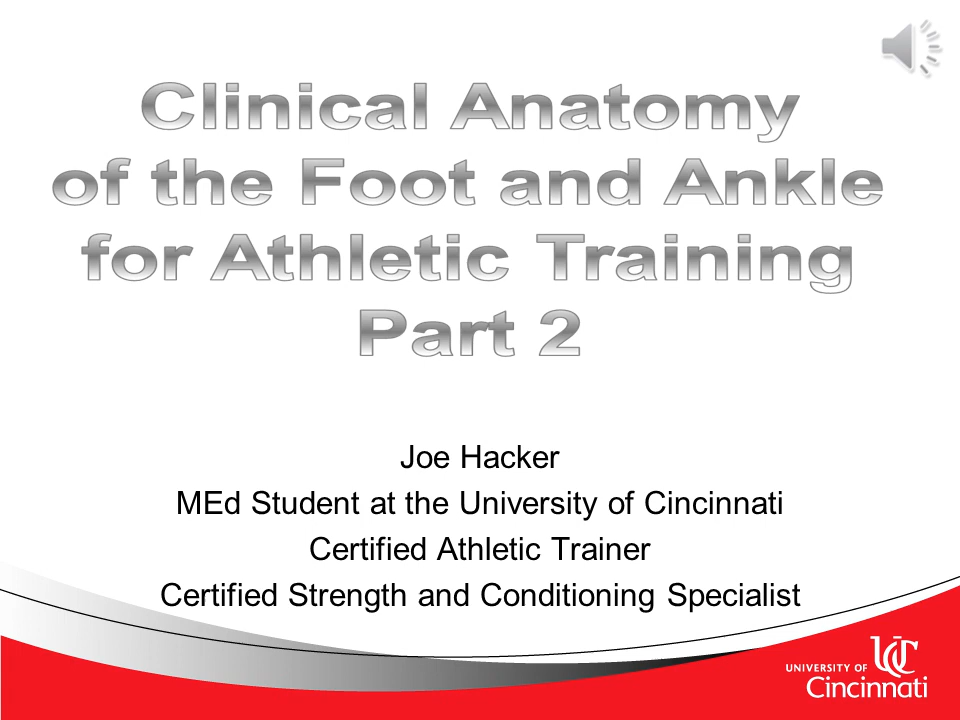 Clinical Anatomy
of the Foot and Ankle
for Athletic Training
Part 2
Joe Hacker
MEd Student at the University of Cincinnati
Certified Athletic Trainer
Certified Strength and Conditioning Specialist
UNIVERSITY OF
UC
Cincinnati